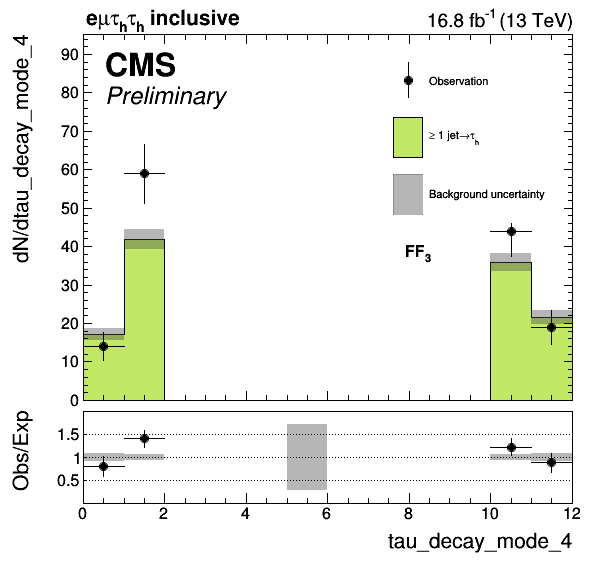 eμτₕτₕ inclusive
16.8 fb⁻¹ (13 TeV)
dN/dtau_decay_mode_4
90
80
70
60
50
40
30
20
10
0
CMS
Preliminary
Observation
≥ 1 jet→τₕ
Background uncertainty
FF₃
Obs/Exp
1.5
1
0.5
0 2 4 6 8 10 12
tau_decay_mode_4